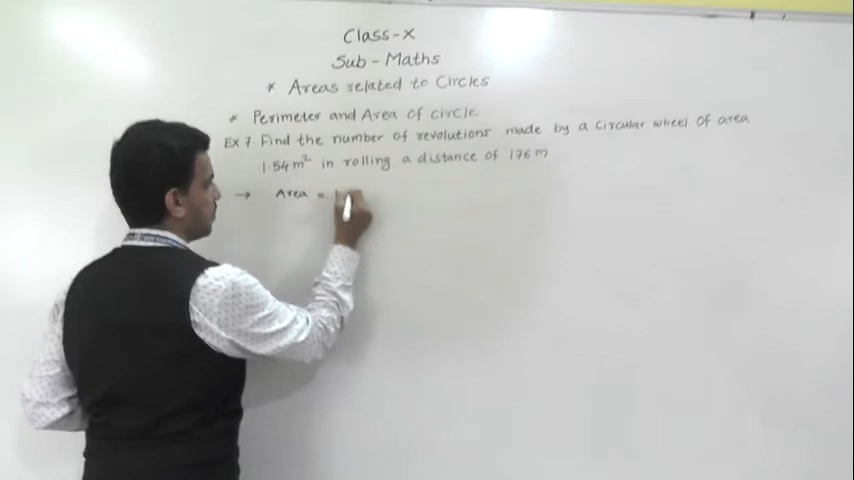 Class-X
Sub-Maths
* Areas related to Circles
* Perimeter and Area of circle
Ex 7 Find the number of revolutions made by a Circular wheel of area
1.54 m² in rolling a distance of 176 m
→ Area =